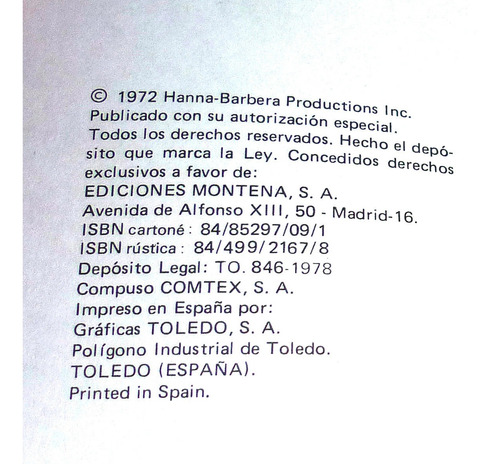 © 1972 Hanna-Barbera Productions Inc.
Publicado con su autorización especial.
Todos los derechos reservados. Hecho el depó-
sito que marca la Ley. Concedidos derechos
exclusivos a favor de:
EDICIONES MONTENA, S. A.
Avenida de Alfonso XIII, 50 - Madrid-16.
ISBN cartoné : 84/85297/09/1
ISBN rústica : 84/499/2167/8
Depósito Legal: TO. 846-1978
Compuso COMTEX, S. A.
Impreso en España por:
Gráficas TOLEDO, S. A.
Polígono Industrial de Toledo.
TOLEDO (ESPAÑA).
Printed in Spain.